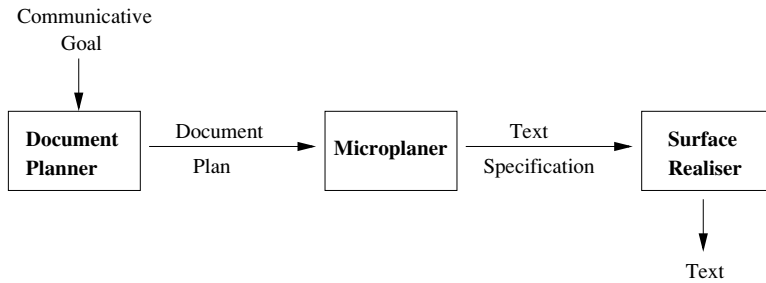 Communicative
Goal
Document
Planner
Document
Plan
Microplaner
Text
Specification
Surface
Realiser
Text